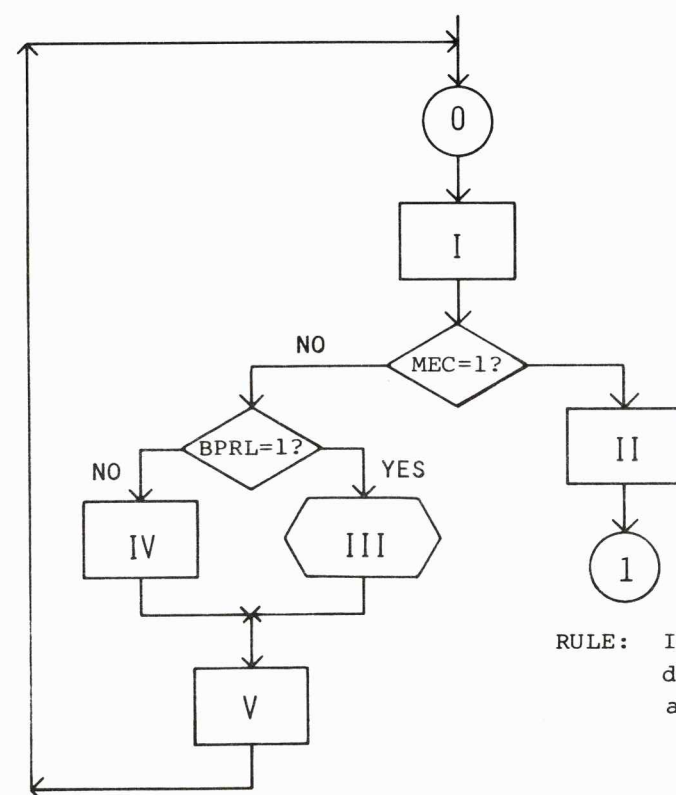 0
I
NO
MEC=1?
BPRL=1?
II
NO
YES
IV
III
1
RULE:
V